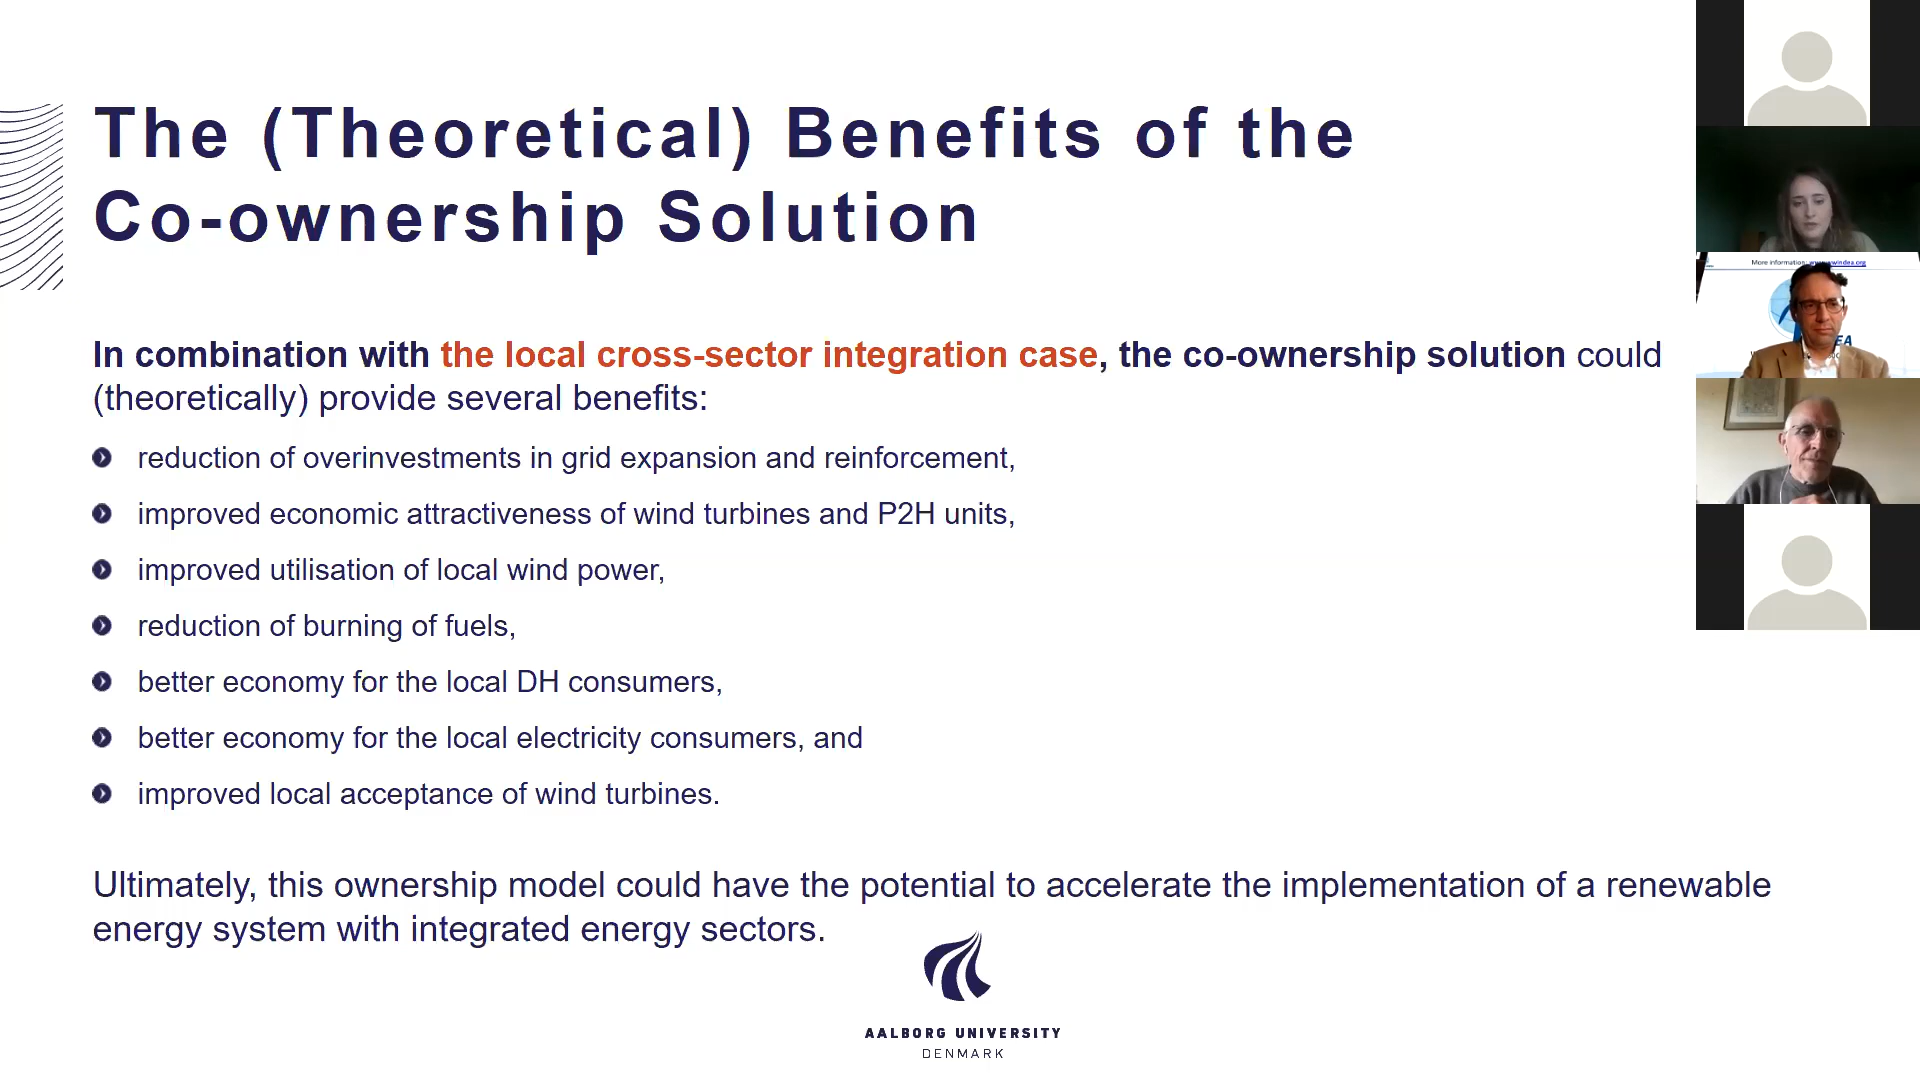 The (Theoretical) Benefits of the
Co-ownership Solution
In combination with the local cross-sector integration case, the co-ownership solution could
(theoretically) provide several benefits:
reduction of overinvestments in grid expansion and reinforcement,
improved economic attractiveness of wind turbines and P2H units,
improved utilisation of local wind power,
reduction of burning of fuels,
better economy for the local DH consumers,
better economy for the local electricity consumers, and
improved local acceptance of wind turbines.
Ultimately, this ownership model could have the potential to accelerate the implementation of a renewable
energy system with integrated energy sectors.
AALBORG UNIVERSITY
DENMARK
More information: